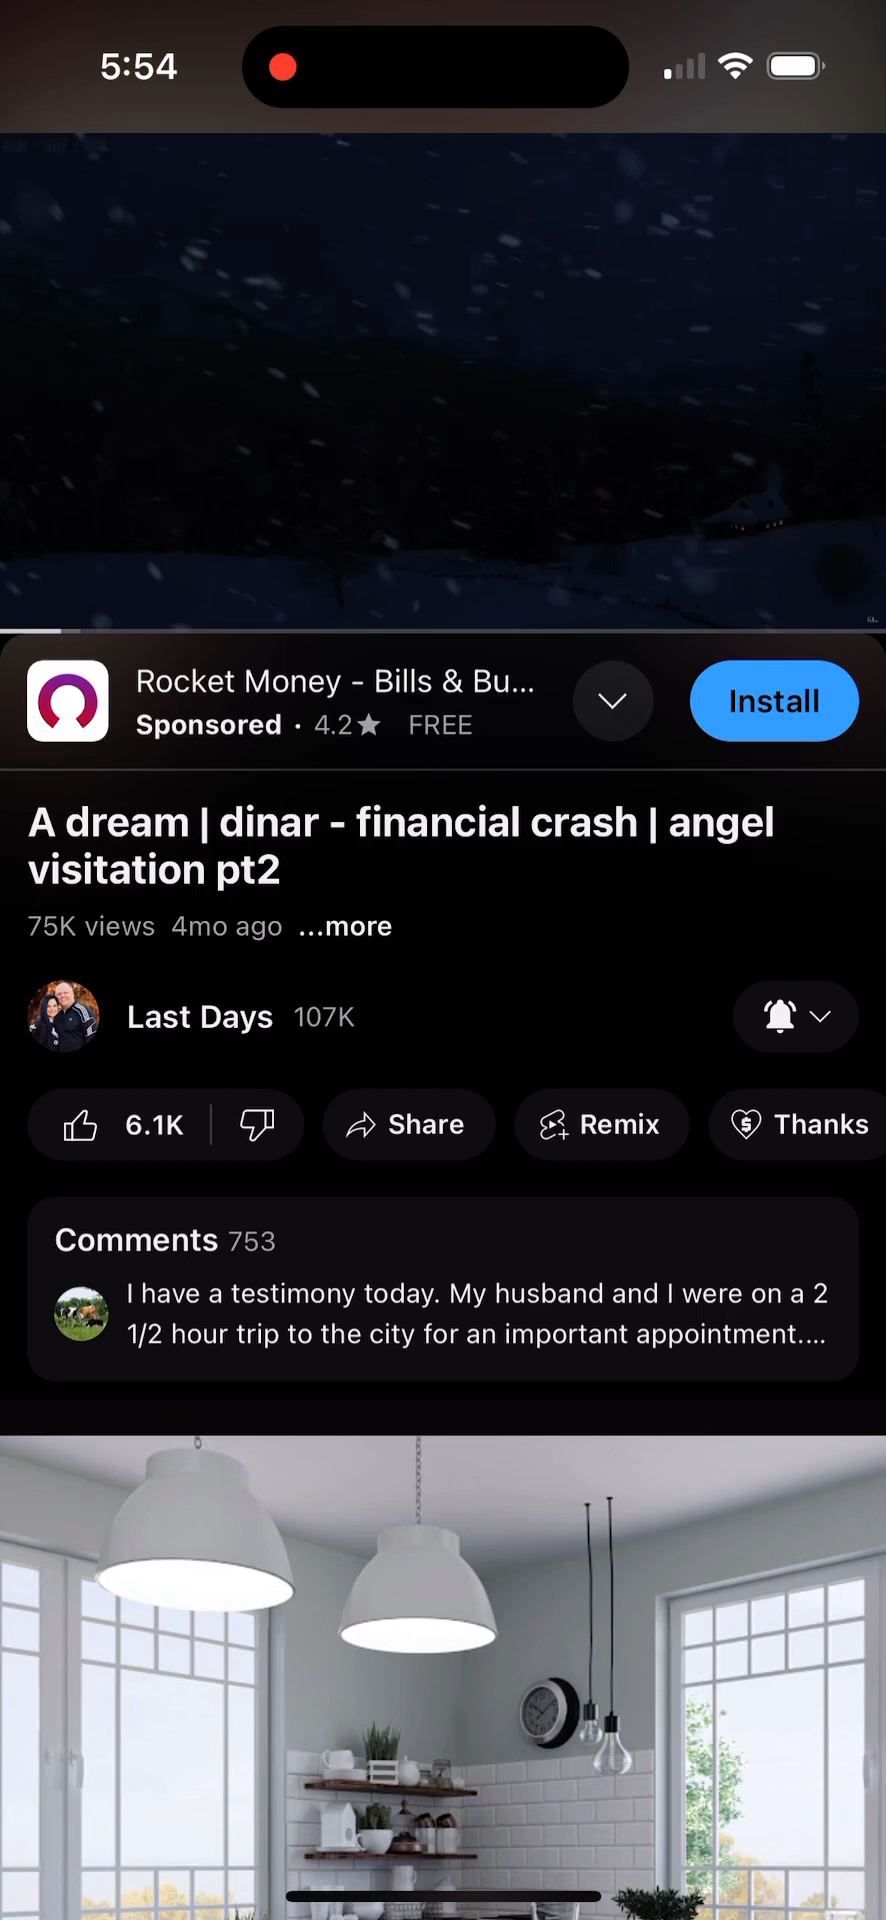 5:54
Rocket Money - Bills & Bu...
Sponsored · 4.2★ FREE
Install
A dream | dinar - financial crash | angel
visitation pt2
75K views 4mo ago ...more
Last Days 107K
6.1K
Share
Remix
Thanks
Comments 753
I have a testimony today. My husband and I were on a 2
1/2 hour trip to the city for an important appointment....